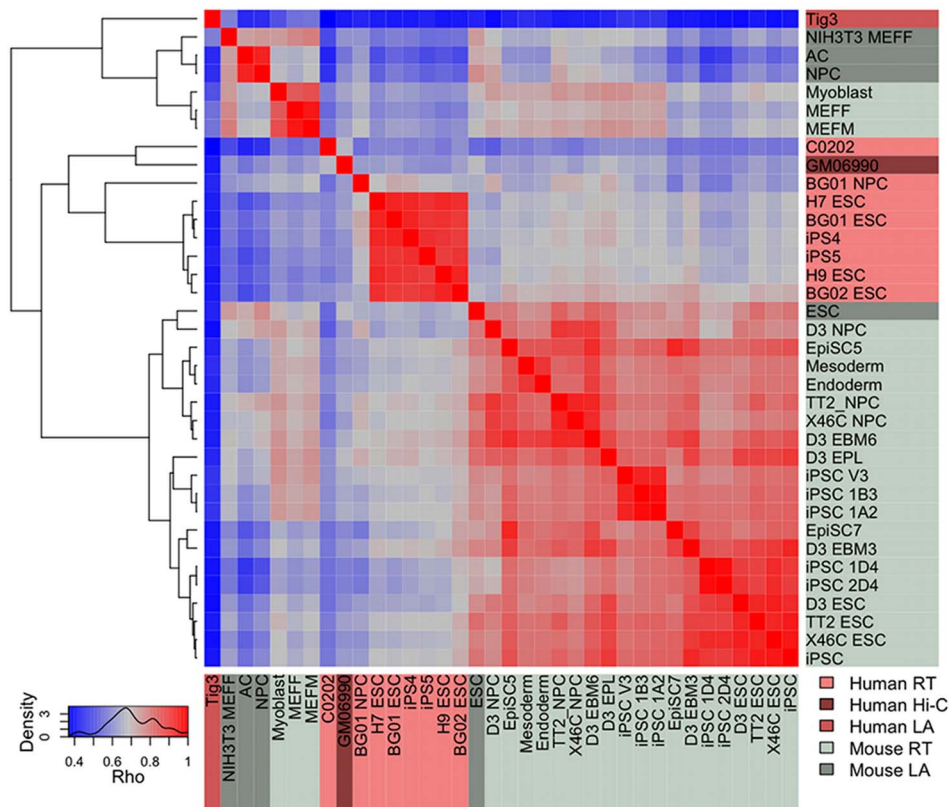 Tig3
NIH3T3 MEFF
AC
NPC
Myoblast
MEFF
MEFM
C0202
GM06990
BG01 NPC
H7 ESC
BG01 ESC
iPS4
iPS5
H9 ESC
BG02 ESC
ESC
D3 NPC
EpiSC5
Mesoderm
Endoderm
TT2_NPC
X46C NPC
D3 EBM6
D3 EPL
iPSC V3
iPSC 1B3
iPSC 1A2
EpiSC7
D3 EBM3
iPSC 1D4
iPSC 2D4
D3 ESC
TT2 ESC
X46C ESC
iPSC
Tig3
NIH3T3 MEFF
AC
NPC
Myoblast
MEFF
MEFM
C0202
GM06990
BG01 NPC
H7 ESC
BG01 ESC
iPS4
iPS5
H9 ESC
BG02 ESC
ESC
D3 NPC
EpiSC5
Mesoderm
Endoderm
TT2_NPC
X46C NPC
D3 EBM6
D3 EPL
iPSC V3
iPSC 1B3
iPSC 1A2
EpiSC7
D3 EBM3
iPSC 1D4
iPSC 2D4
D3 ESC
TT2 ESC
X46C ESC
iPSC
Density
0 3
0.4 0.6 0.8 1
Rho
Human RT
Human Hi-C
Human LA
Mouse RT
Mouse LA